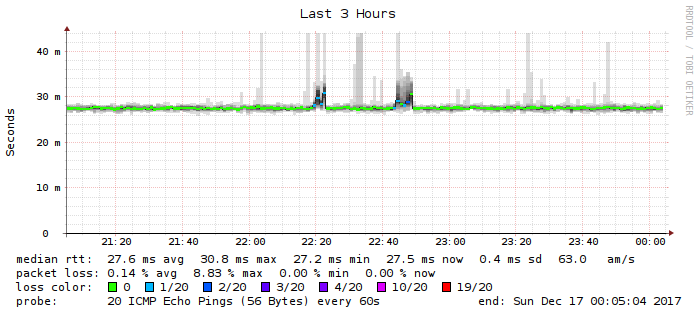 Last 3 Hours
RRDTOOL / TOBI OETIKER
Seconds
40 m
30 m
20 m
10 m
0
21:20 21:40 22:00 22:20 22:40 23:00 23:20 23:40 00:00
median rtt: 27.6 ms avg 30.8 ms max 27.2 ms min 27.5 ms now 0.4 ms sd 63.0 am/s
packet loss: 0.14 % avg 8.83 % max 0.00 % min 0.00 % now
loss color: 0 1/20 2/20 3/20 4/20 10/20 19/20
probe: 20 ICMP Echo Pings (56 Bytes) every 60s end: Sun Dec 17 00:05:04 2017